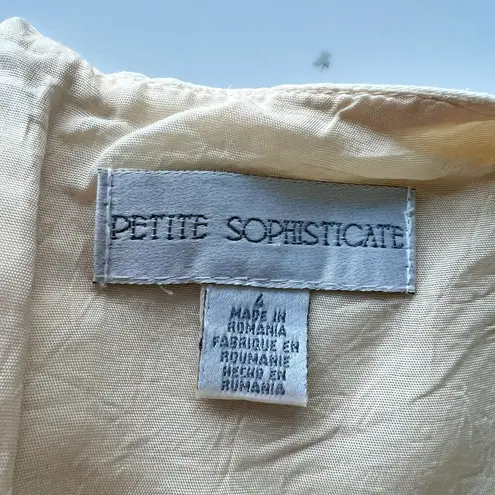 PETITE SOPHISTICATE
4
MADE IN
ROMANIA
FABRIQUE EN
ROUMANIE
HECHO EN
RUMANIA